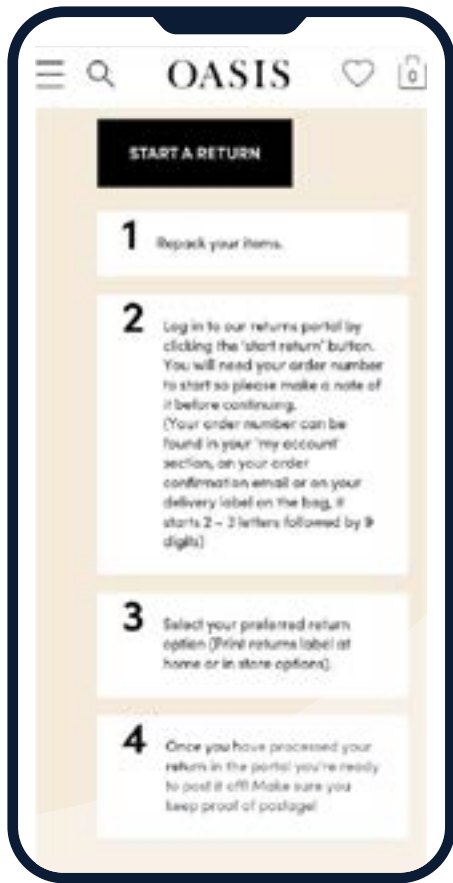 OASIS
0
START A RETURN
1 Repack your items.
2 Log in to our returns portal by
clicking the 'start return' button.
You will need your order number
to start so please make a note of
it before continuing.
(Your order number can be
found in your 'my account'
section, on your order
confirmation email or on your
delivery label on the bag, it
starts 2 – 3 letters followed by 9
digits)
3 Select your preferred return
option (Print returns label at
home or in store options).
4 Once you have processed your
return in the portal you're ready
to post it off! Make sure you
keep proof of postage!